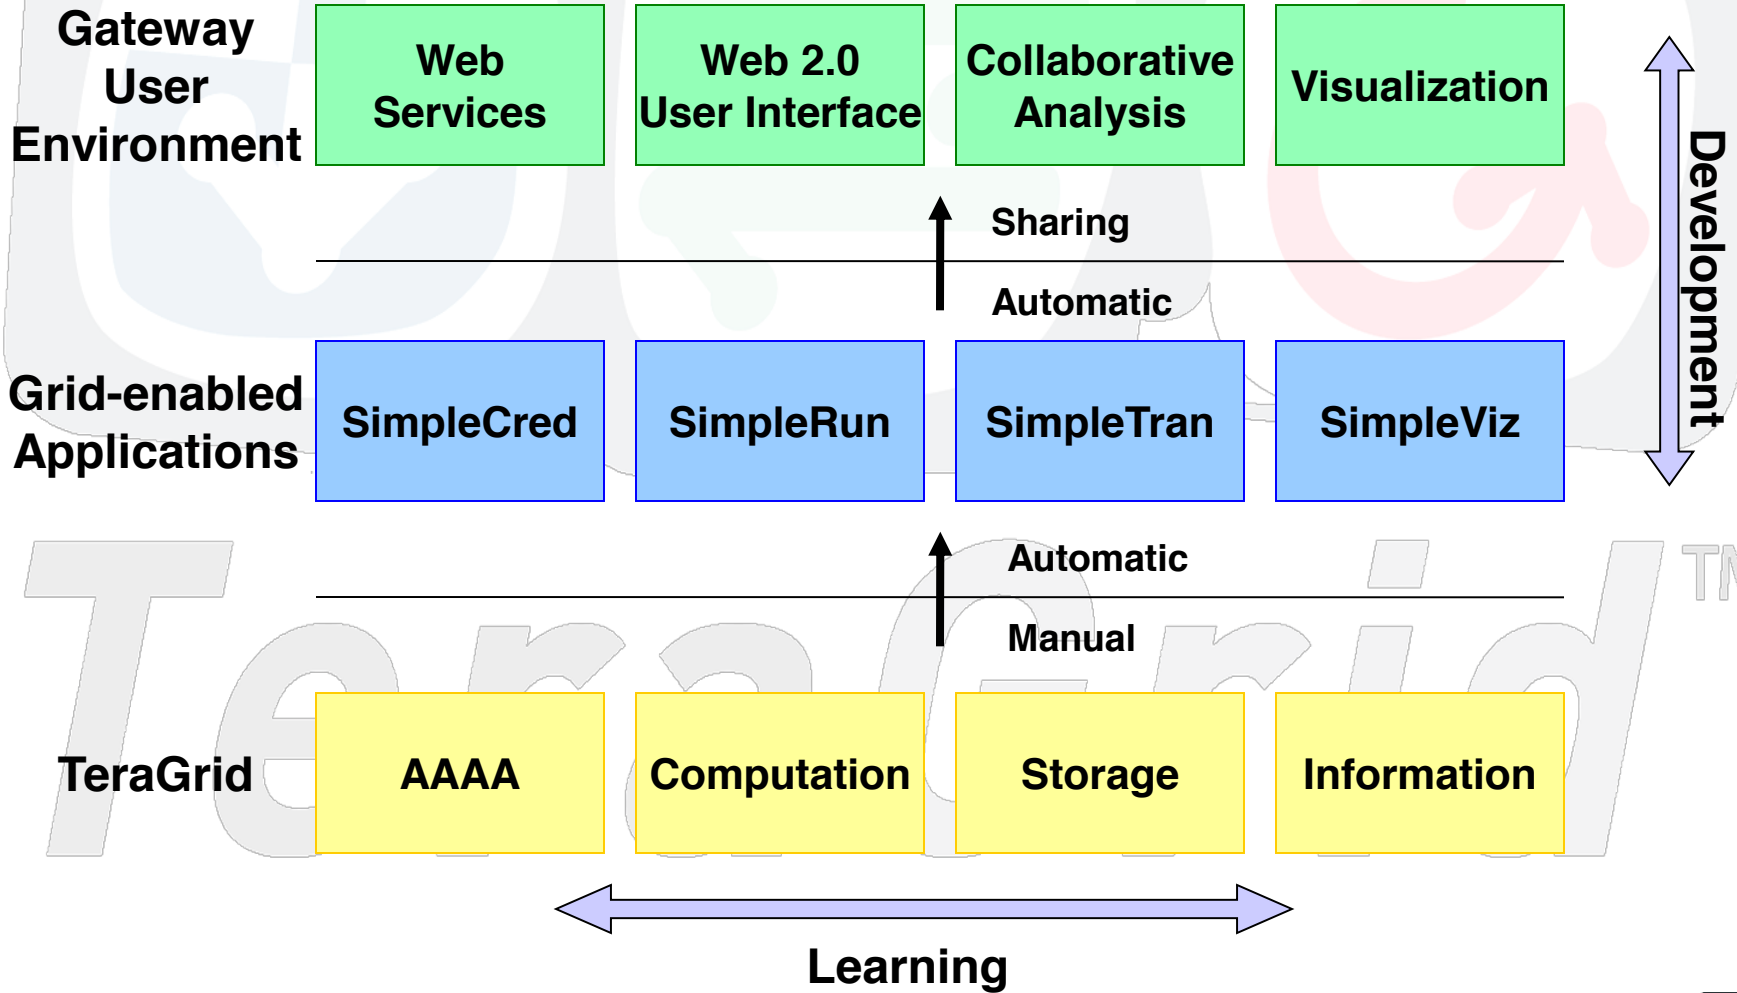 Gateway
User
Environment
Web
Services
Web 2.0
User Interface
Collaborative
Analysis
Visualization
Development
Sharing
Automatic
Grid-enabled
Applications
SimpleCred
SimpleRun
SimpleTran
SimpleViz
Automatic
Manual
TeraGrid
TM
TeraGrid
AAAA
Computation
Storage
Information
Learning